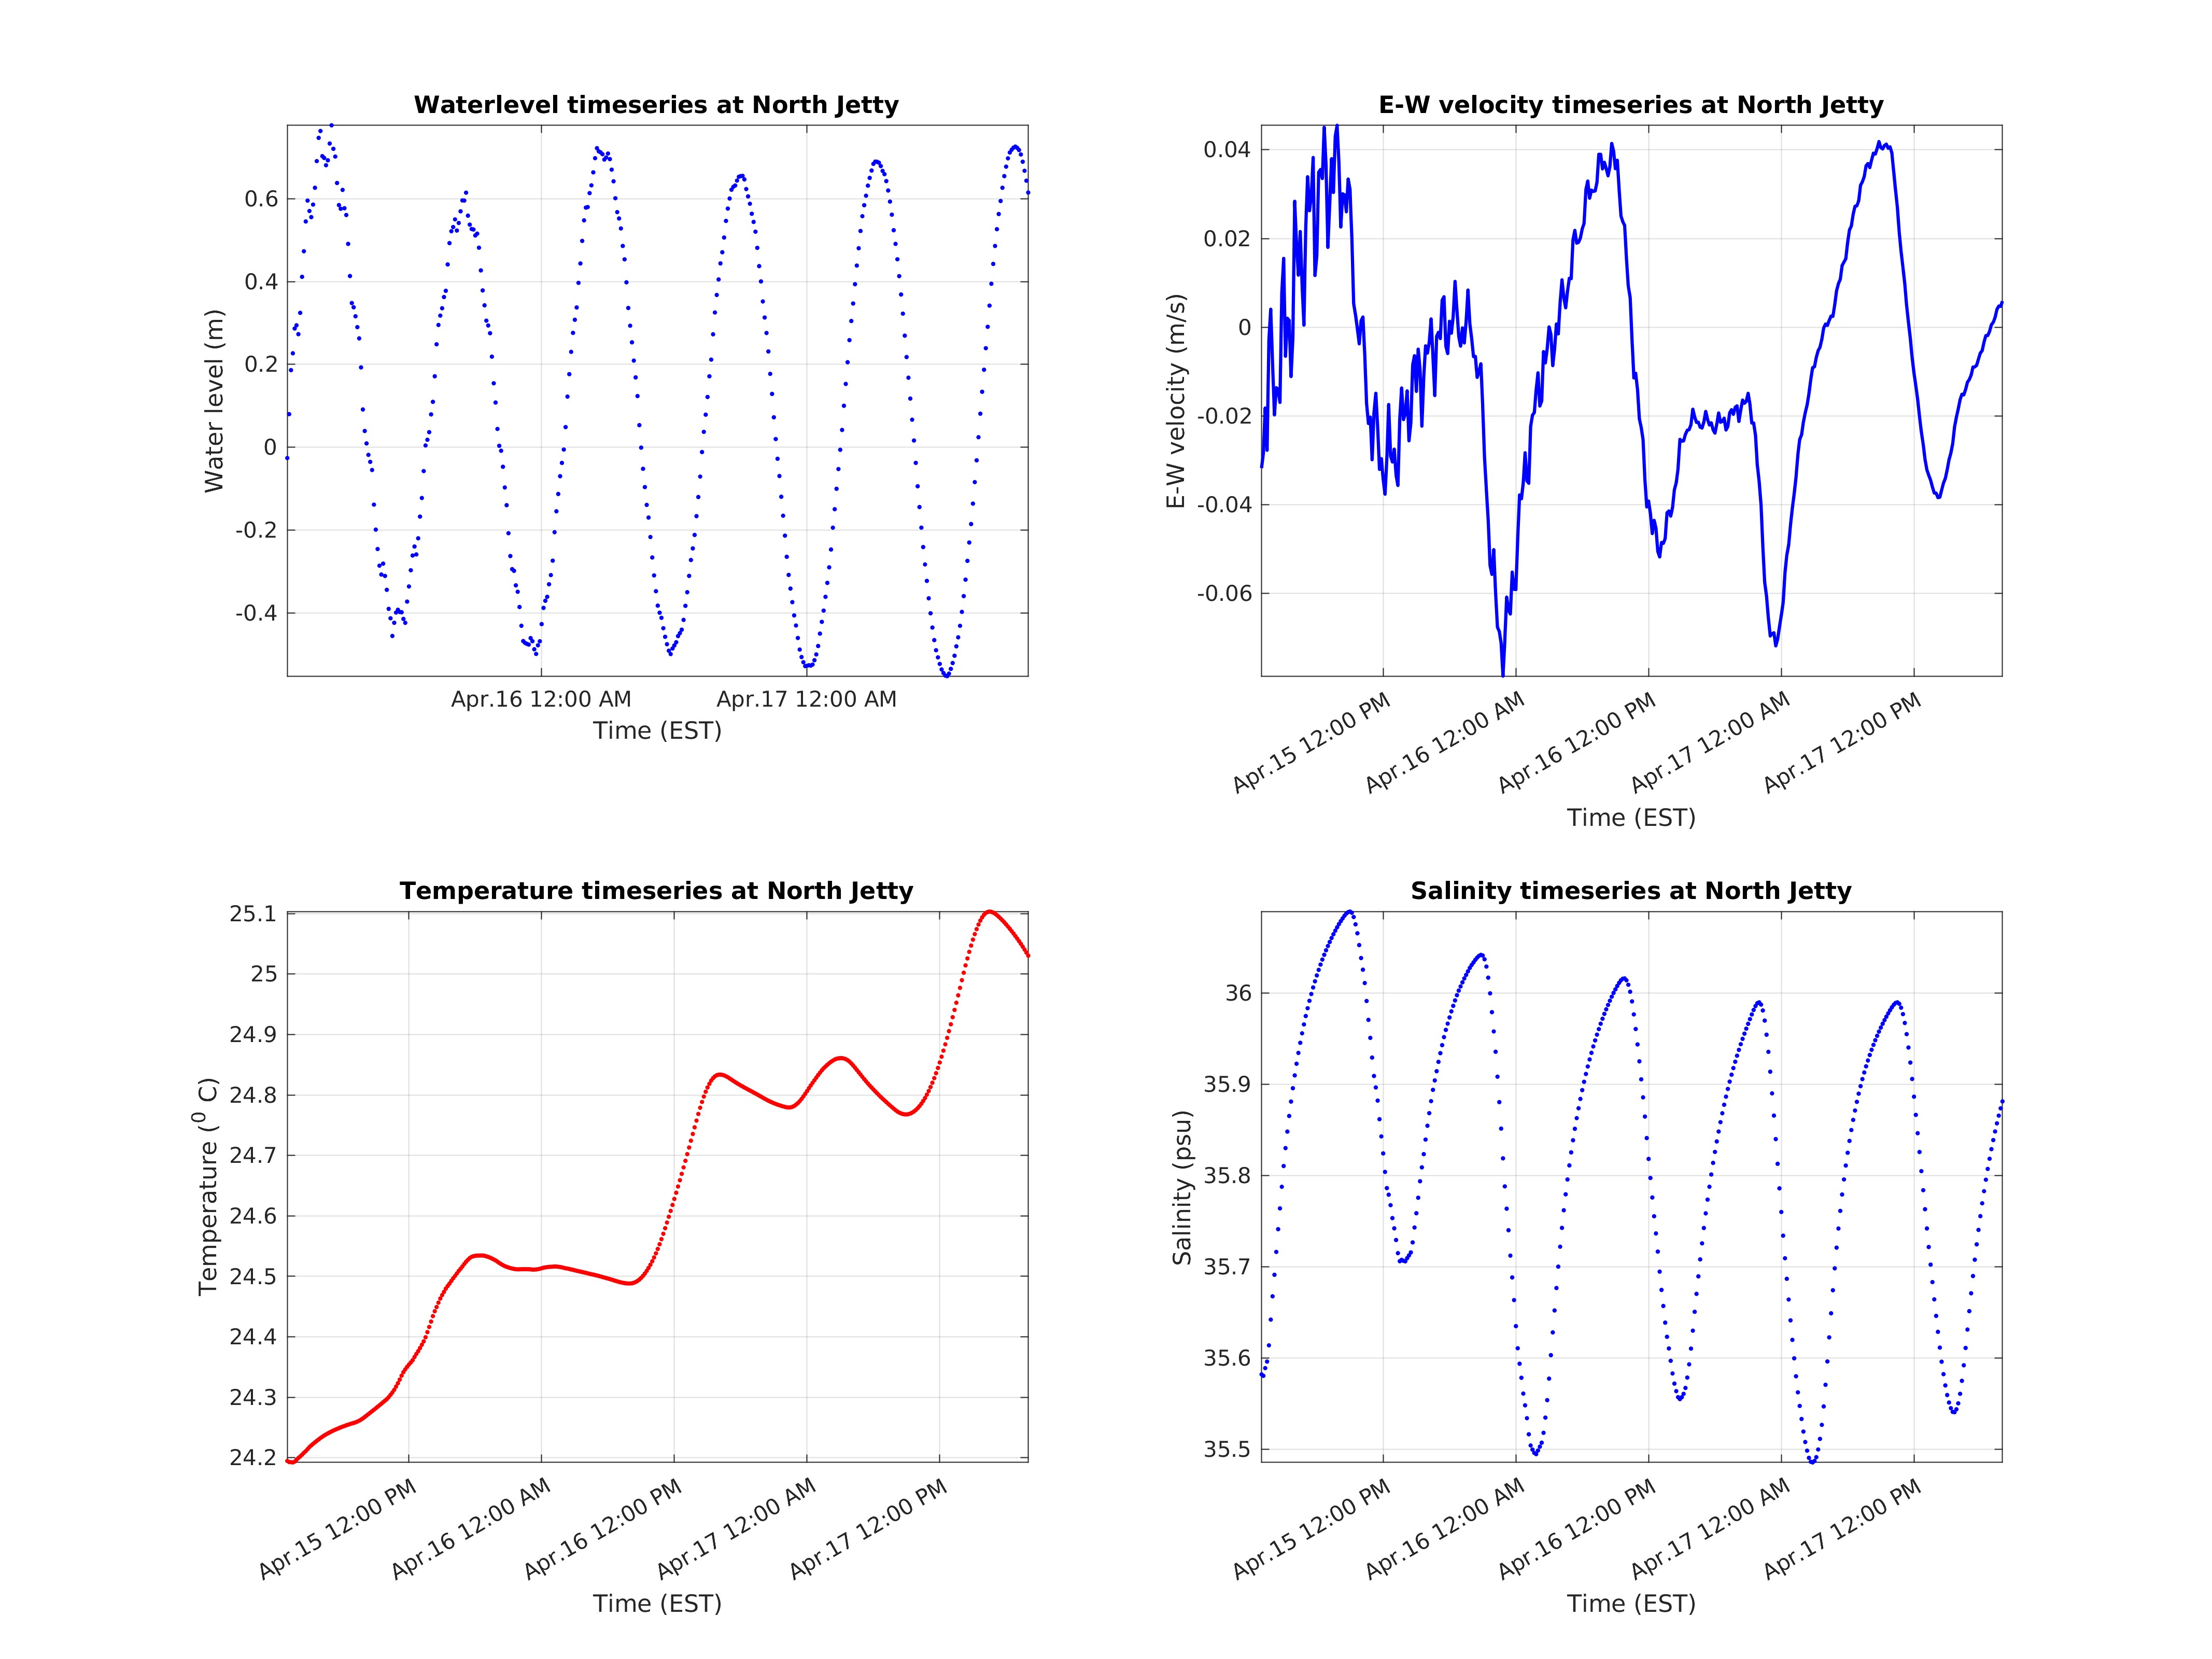 Waterlevel timeseries at North Jetty
Water level (m)
0.6
0.4
0.2
0
-0.2
-0.4
Apr.16 12:00 AM
Apr.17 12:00 AM
Time (EST)
E-W velocity timeseries at North Jetty
E-W velocity (m/s)
0.04
0.02
0
-0.02
-0.04
-0.06
Apr.15 12:00 PM
Apr.16 12:00 AM
Apr.16 12:00 PM
Apr.17 12:00 AM
Apr.17 12:00 PM
Time (EST)
Temperature timeseries at North Jetty
Temperature (⁰ C)
25.1
25
24.9
24.8
24.7
24.6
24.5
24.4
24.3
24.2
Apr.15 12:00 PM
Apr.16 12:00 AM
Apr.16 12:00 PM
Apr.17 12:00 AM
Apr.17 12:00 PM
Time (EST)
Salinity timeseries at North Jetty
Salinity (psu)
36
35.9
35.8
35.7
35.6
35.5
Apr.15 12:00 PM
Apr.16 12:00 AM
Apr.16 12:00 PM
Apr.17 12:00 AM
Apr.17 12:00 PM
Time (EST)